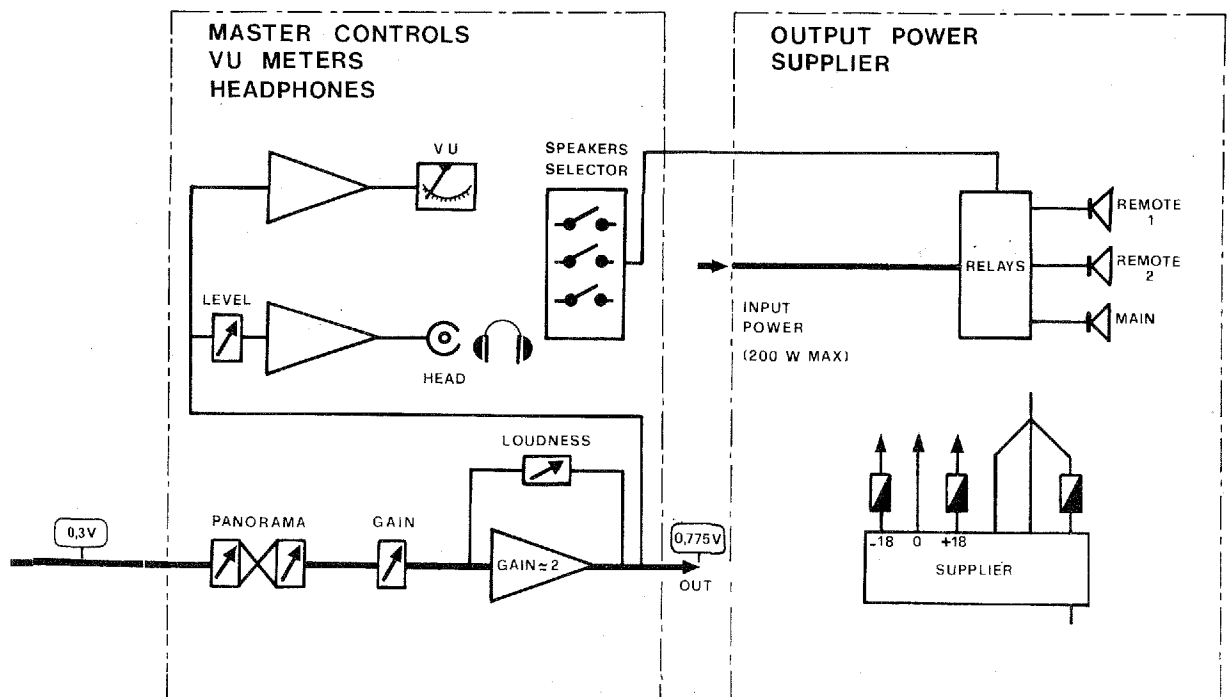 MASTER CONTROLS
VU METERS
HEADPHONES
OUTPUT POWER
SUPPLIER
VU
SPEAKERS
SELECTOR
REMOTE
1
RELAYS
REMOTE
2
MAIN
LEVEL
HEAD
INPUT
POWER
(200 W MAX)
LOUDNESS
0,3V
PANORAMA
GAIN
GAIN≈2
0,775V
OUT
-18 0 +18
SUPPLIER